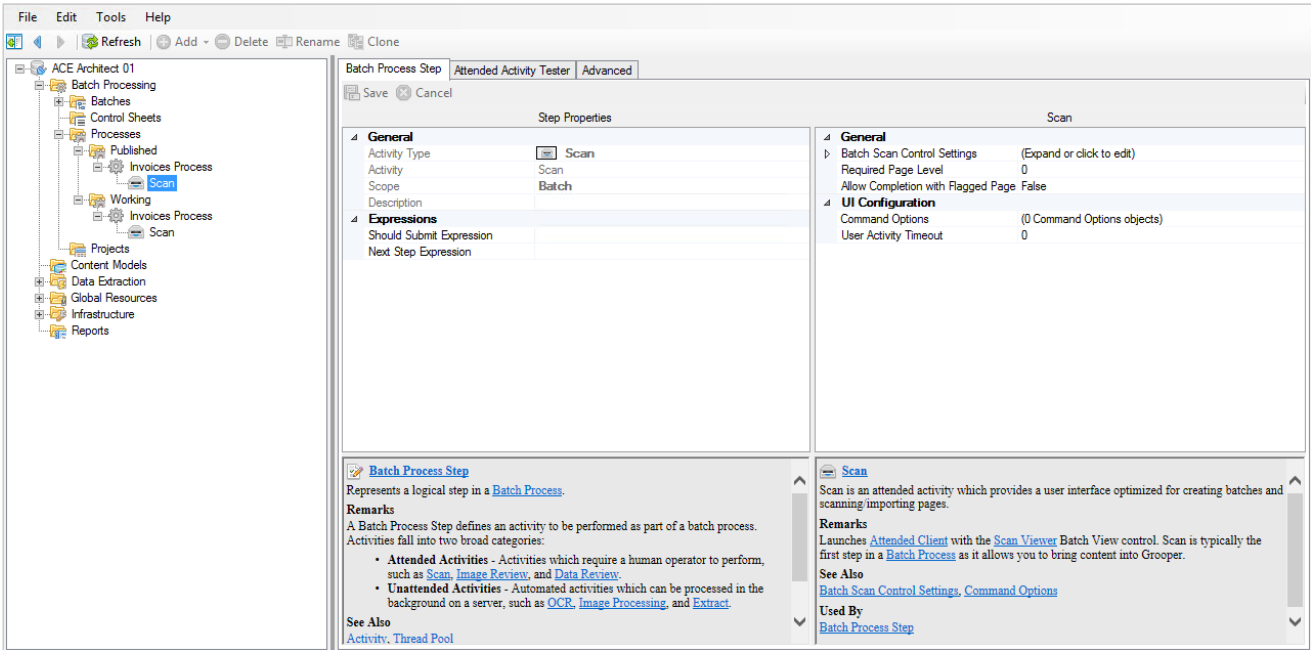 File Edit Tools Help
Refresh Add Delete Rename Clone
ACE Architect 01
Batch Processing
Batches
Control Sheets
Processes
Published
Invoices Process
Scan
Working
Invoices Process
Scan
Projects
Content Models
Data Extraction
Global Resources
Infrastructure
Reports
Batch Process Step Attended Activity Tester Advanced
Save Cancel
Step Properties
General
Activity Type Scan
Activity Scan
Scope Batch
Description
Expressions
Should Submit Expression
Next Step Expression
Scan
General
Batch Scan Control Settings (Expand or click to edit)
Required Page Level 0
Allow Completion with Flagged Page False
UI Configuration
Command Options (0 Command Options objects)
User Activity Timeout 0
Batch Process Step
Represents a logical step in a Batch Process.
Remarks
A Batch Process Step defines an activity to be performed as part of a batch process.
Activities fall into two broad categories:
• Attended Activities - Activities which require a human operator to perform,
such as Scan, Image Review, and Data Review.
• Unattended Activities - Automated activities which can be processed in the
background on a server, such as OCR, Image Processing, and Extract.
See Also
Activity, Thread Pool
Scan
Scan is an attended activity which provides a user interface optimized for creating batches and
scanning/importing pages.
Remarks
Launches Attended Client with the Scan Viewer Batch View control. Scan is typically the
first step in a Batch Process as it allows you to bring content into Grooper.
See Also
Batch Scan Control Settings, Command Options
Used By
Batch Process Step